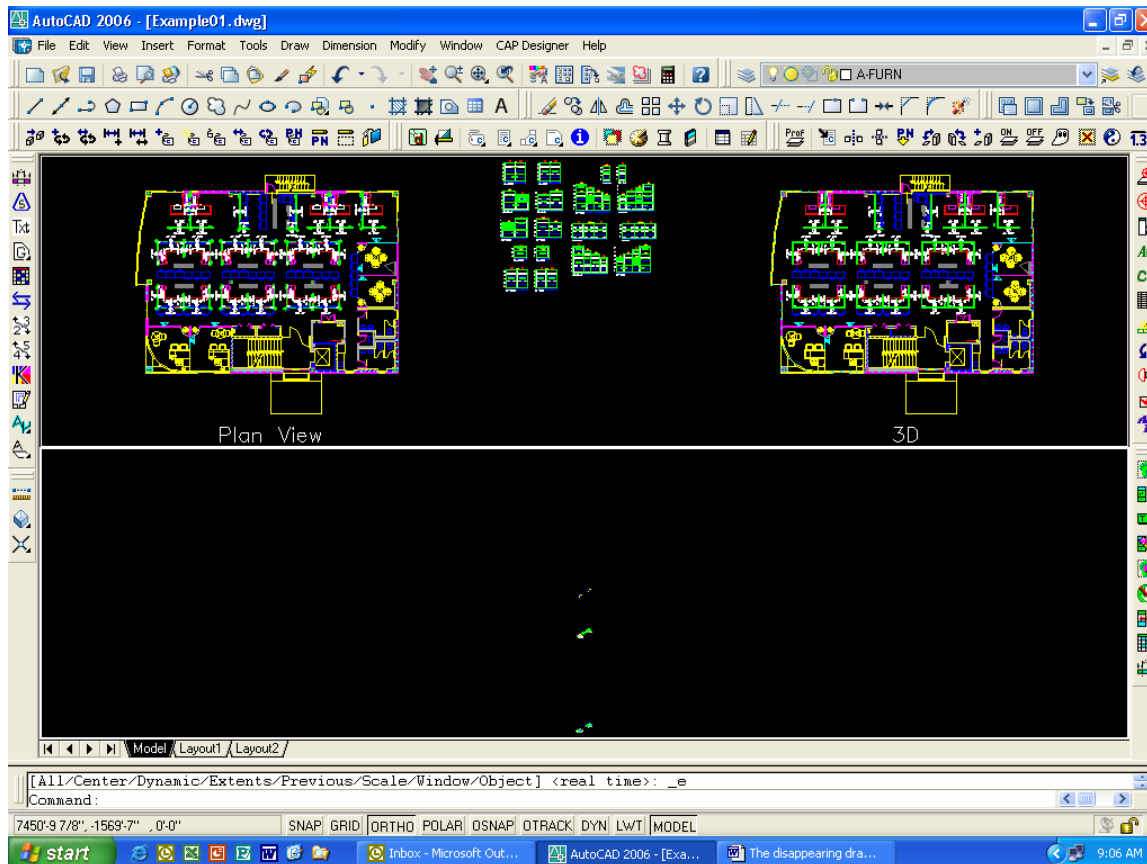 AutoCAD 2006 - [Example01.dwg]
File Edit View Insert Format Tools Draw Dimension Modify Window CAP Designer Help
A-FURN
Txt
Plan View
3D
Model Layout1 Layout2
[All/Center/Dynamic/Extents/Previous/Scale/Window/Object] <real time>: _e
Command:
7450'-9 7/8", -1569'-7" , 0'-0" SNAP GRID ORTHO POLAR OSNAP OTRACK DYN LWT MODEL
start Inbox - Microsoft Out... AutoCAD 2006 - [Exa... The disappearing dra... 9:06 AM